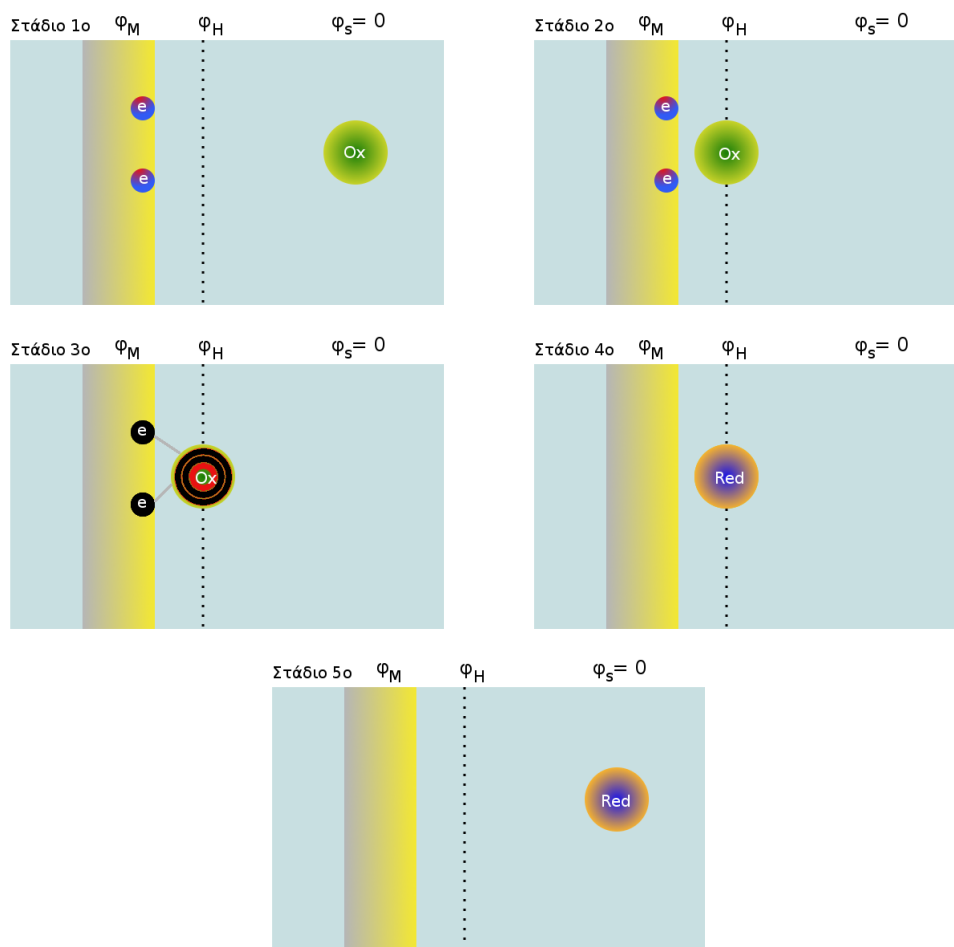 Στάδιο 1ο φM φH φs= 0
e
Ox
e
Στάδιο 2ο φM φH φs= 0
e
Ox
e
Στάδιο 3ο φM φH φs= 0
e
Ox
e
Στάδιο 4ο φM φH φs= 0
Red
Στάδιο 5ο φM φH φs= 0
Red